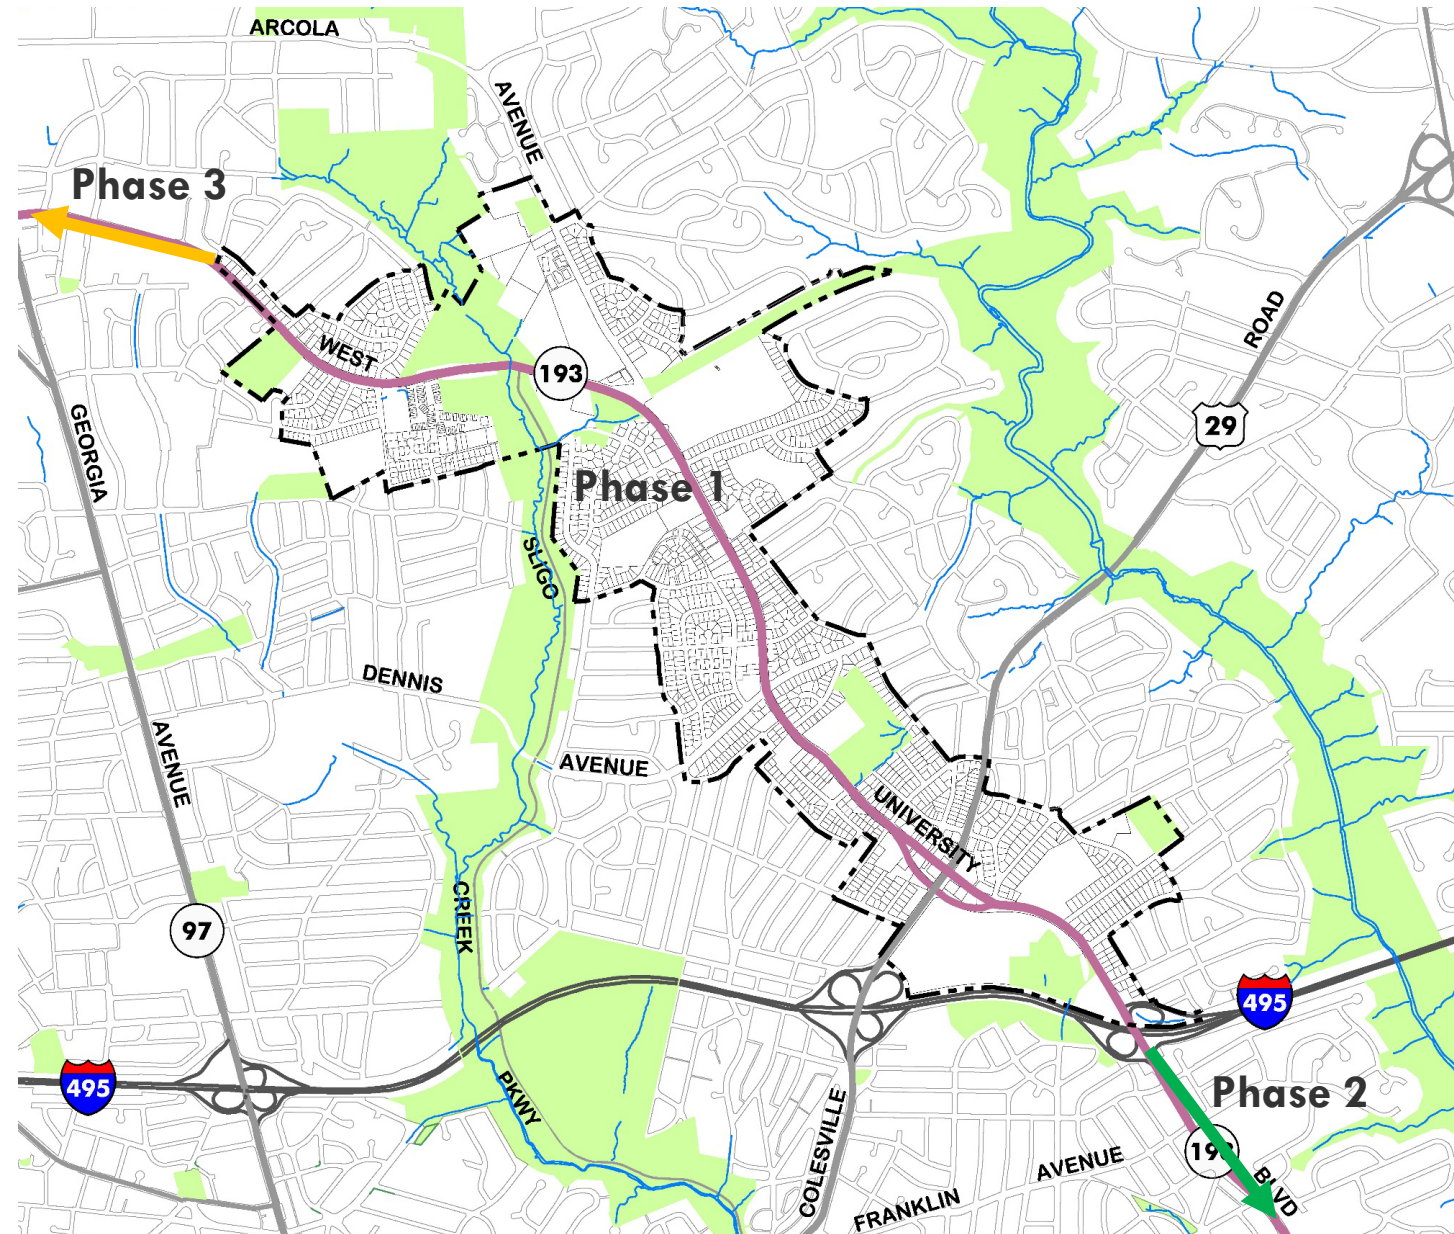 ARCOLA
AVENUE
Phase 3
WEST
193
ROAD
29
GEORGIA
Phase 1
SLIGO
DENNIS
AVENUE
AVENUE
UNIVERSITY
CREEK
97
495
495
PKWY
Phase 2
COLESVILLE
AVENUE
BLVD
FRANKLIN